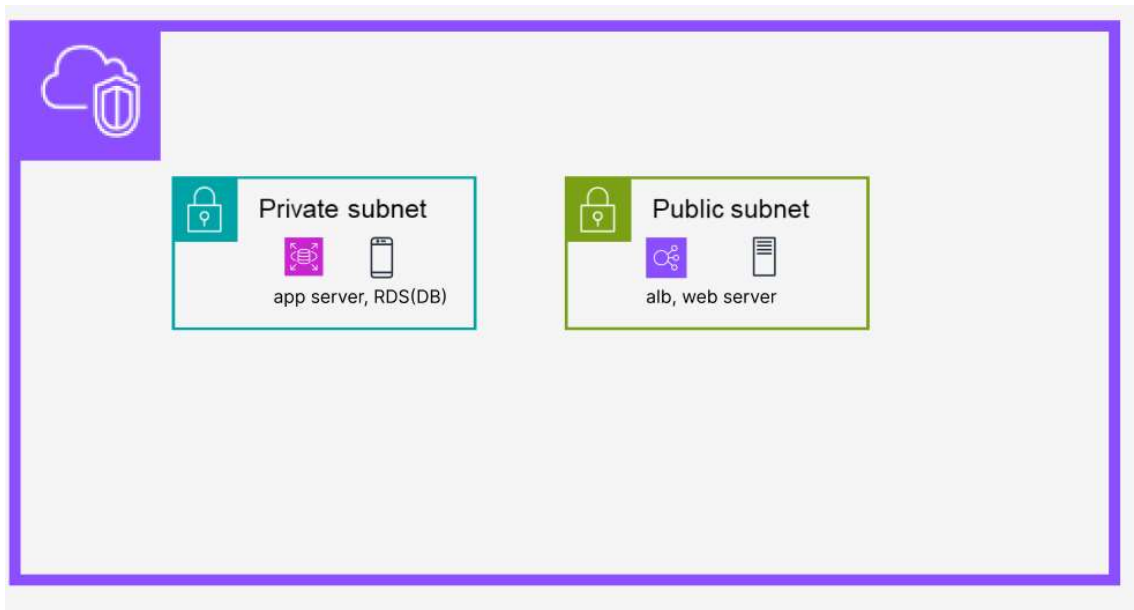 Private subnet
app server, RDS(DB)
Public subnet
alb, web server